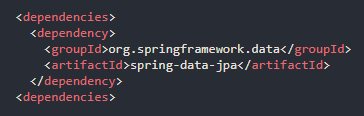 <dependencies>
<dependency>
<groupId>org.springframework.data</groupId>
<artifactId>spring-data-jpa</artifactId>
</dependency>
<dependencies>